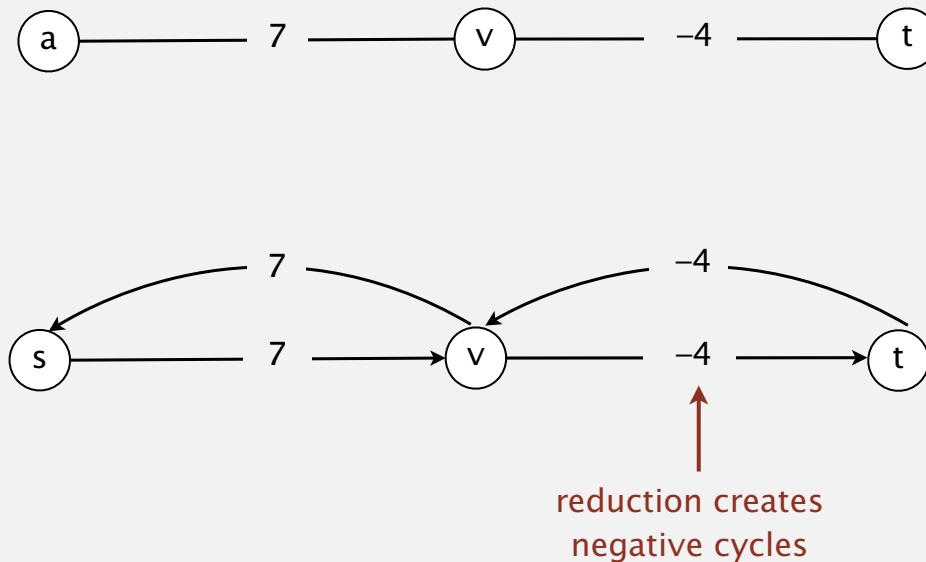 a 7 v −4 t
7 −4
s 7 v −4 t
reduction creates
negative cycles